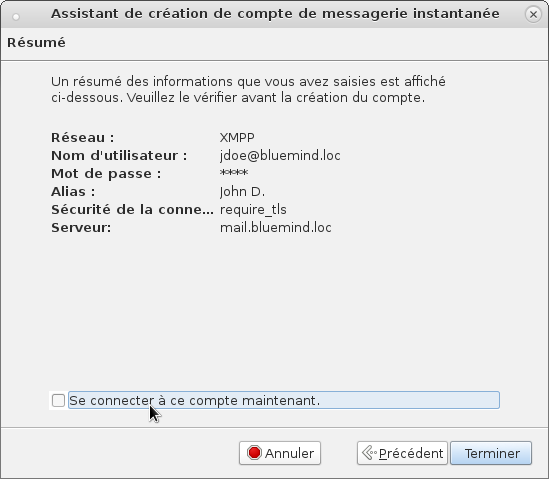 Assistant de création de compte de messagerie instantanée
Résumé
Un résumé des informations que vous avez saisies est affiché
ci-dessous. Veuillez le vérifier avant la création du compte.
Réseau : XMPP
Nom d'utilisateur : jdoe@bluemind.loc
Mot de passe : ****
Alias : John D.
Sécurité de la conne... require_tls
Serveur: mail.bluemind.loc
Se connecter à ce compte maintenant.
Annuler Précédent Terminer